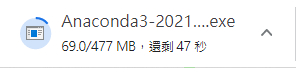 Anaconda3-2021....exe
69.0/477 MB，還剩 47 秒